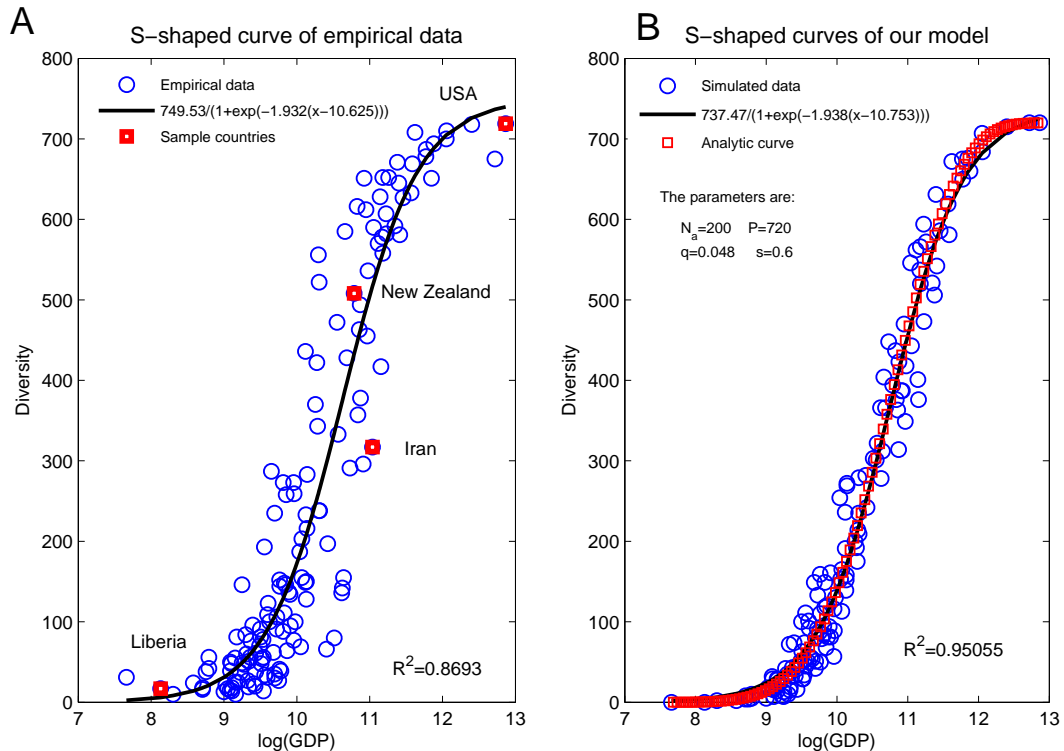 A
S−shaped curve of empirical data
800
700
600
500
400
300
200
100
0
Diversity
7
8
9
10
11
12
13
log(GDP)
Empirical data
749.53/(1+exp(−1.932(x−10.625)))
Sample countries
USA
New Zealand
Iran
Liberia
R²=0.8693
B
S−shaped curves of our model
800
700
600
500
400
300
200
100
0
Diversity
7
8
9
10
11
12
13
log(GDP)
Simulated data
737.47/(1+exp(−1.938(x−10.753)))
Analytic curve
The parameters are:
Nₐ=200 P=720
q=0.048 s=0.6
R²=0.95055